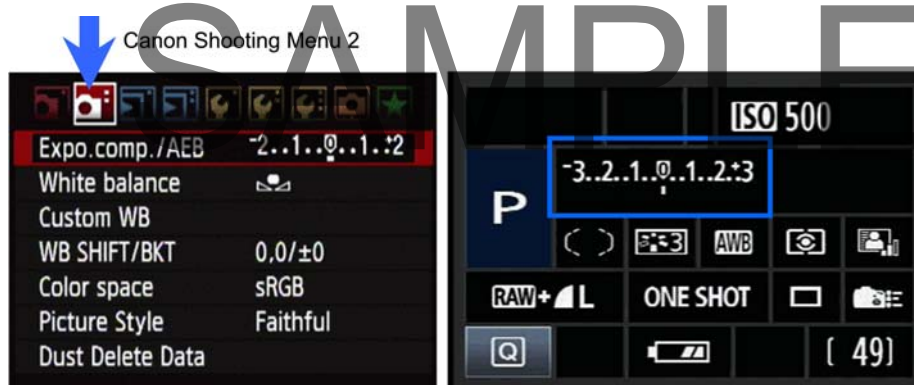 SAMPLE
Canon Shooting Menu 2
Expo.comp./AEB -2..1..0..1..+2
White balance
Custom WB
WB SHIFT/BKT 0,0/±0
Color space sRGB
Picture Style Faithful
Dust Delete Data
ISO 500
-3..2..1..0..1..2..+3
P
3 AWB
RAW+ L ONE SHOT
Q [ 49]